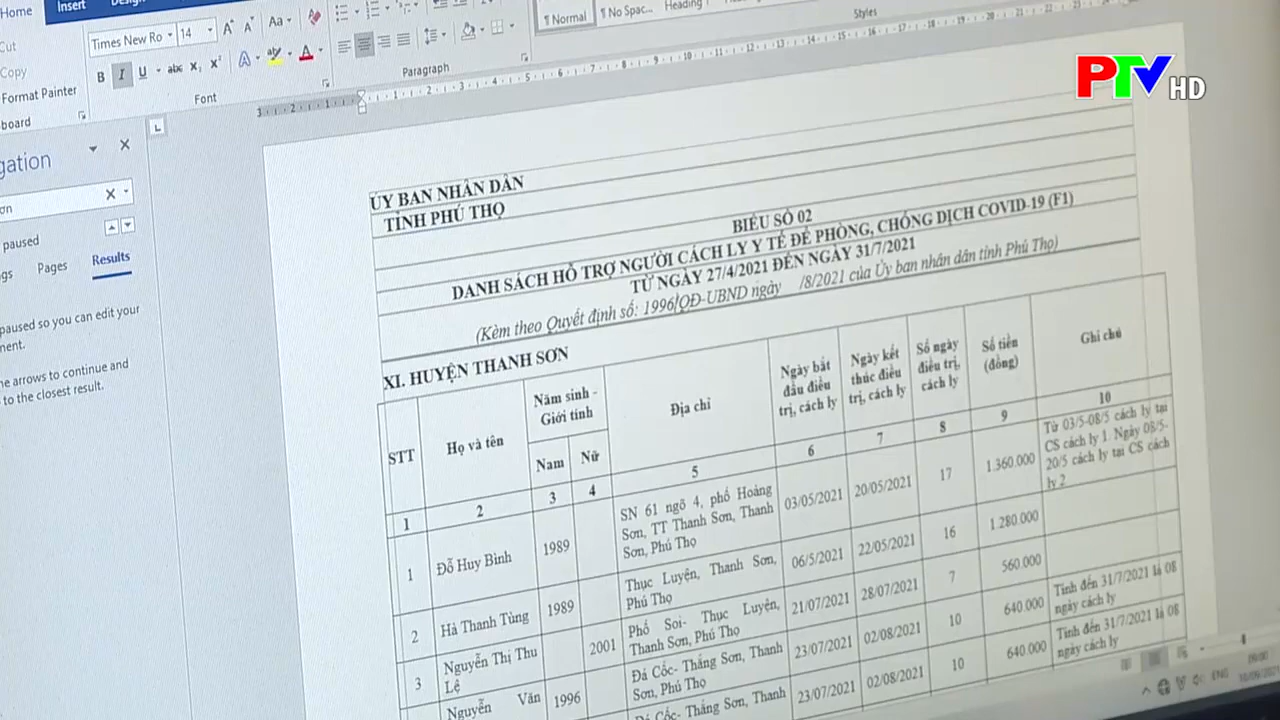 Home
Insert
Cut
Copy
Format Painter
board
Times New Ro
14
Aa
B I U abc X₂ X²
Font
Paragraph
¶ Normal
¶ No Spac...
Heading
Styles
PTV HD
gation
on
paused
gs
Pages
Results
paused so you can edit your
ment.
he arrows to continue and
to the closest result.
ỦY BAN NHÂN DÂN
TỈNH PHÚ THỌ
BIỂU SỐ 02
DANH SÁCH HỖ TRỢ NGƯỜI CÁCH LY Y TẾ ĐỂ PHÒNG, CHỐNG DỊCH COVID-19 (F1)
TỪ NGÀY 27/4/2021 ĐẾN NGÀY 31/7/2021
(Kèm theo Quyết định số: 1996/QĐ-UBND ngày /8/2021 của Ủy ban nhân dân tỉnh Phú Thọ)
XI. HUYỆN THANH SƠN
STT
Họ và tên
Năm sinh -
Giới tính
Nam
Nữ
Địa chỉ
Ngày bắt
đầu điều
trị, cách ly
Ngày kết
thúc điều
trị, cách ly
Số ngày
điều trị,
cách ly
Số tiền
(đồng)
Ghi chú
1 2 3 4 5 6 7 8 9 10
1
Đỗ Huy Bình
1989
SN 61 ngõ 4, phố Hoàng
Sơn, TT Thanh Sơn, Thanh
Sơn, Phú Thọ
03/05/2021
20/05/2021
17
1.360.000
Từ 03/5-08/5 cách ly tại
CS cách ly 1. Ngày 08/5-
20/5 cách ly tại CS cách
ly 2
2
Hà Thanh Tùng
1989
Thục Luyện, Thanh Sơn,
Phú Thọ
06/5/2021
22/05/2021
16
1.280.000
3
Nguyễn Thị Thu
Lệ
2001
Phố Soi- Thục Luyện,
Thanh Sơn, Phú Thọ
21/07/2021
28/07/2021
7
560.000
Nguyễn Văn
1996
Đá Cốc- Thắng Sơn, Thanh
Sơn, Phú Thọ
23/07/2021
02/08/2021
10
640.000
Tính đến 31/7/2021 là 08
ngày cách ly
Đá Cốc- Thắng Sơn, Thanh
23/07/2021
02/08/2021
10
640.000
Tính đến 31/7/2021 là 08
ngày cách ly
ENG